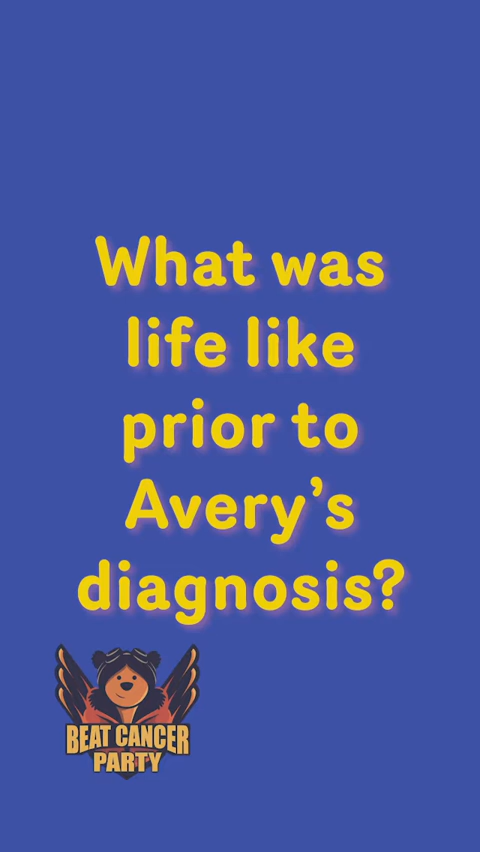 What was
life like
prior to
Avery’s
diagnosis?
BEAT CANCER
PARTY